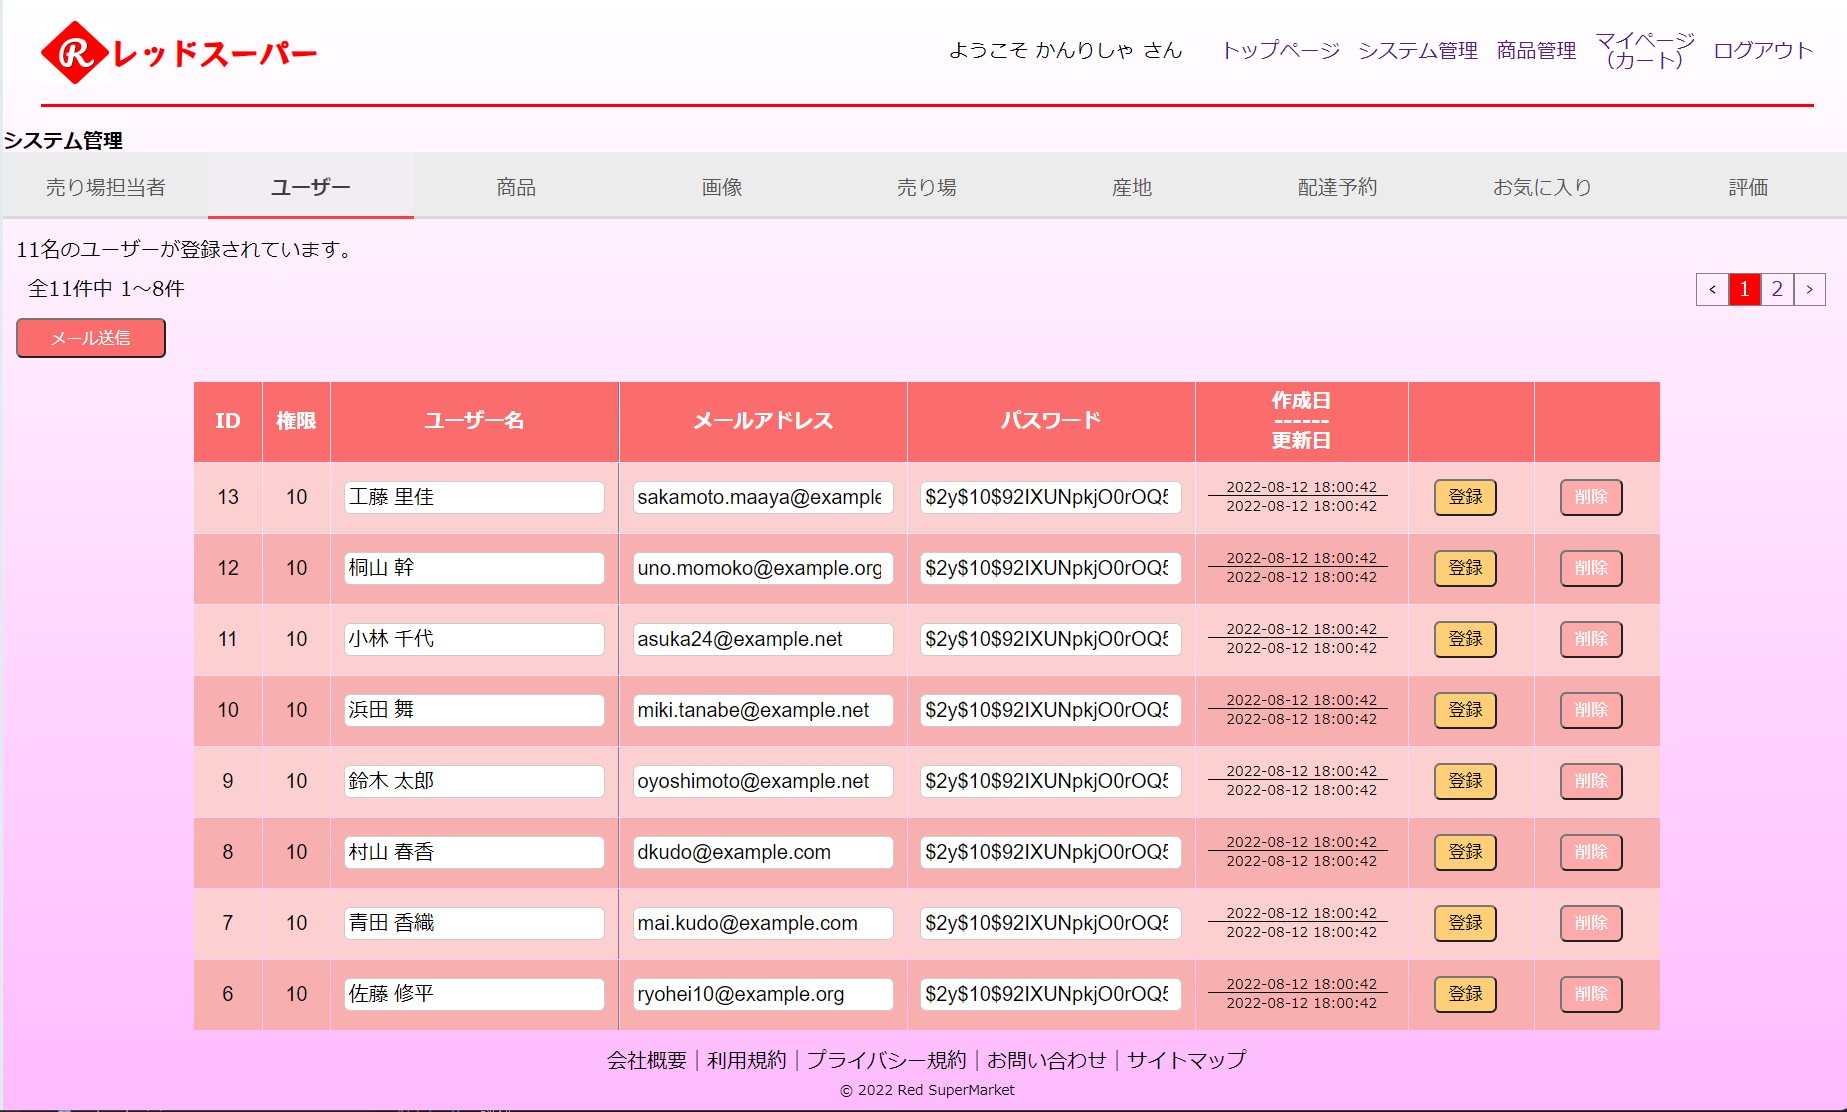 R レッドスーパー
ようこそ かんりしゃ さん トップページ システム管理 商品管理 マイページ(カート) ログアウト
システム管理
売り場担当者 ユーザー 商品 画像 売り場 産地 配達予約 お気に入り 評価
11名のユーザーが登録されています。
全11件中 1～8件
< 1 2 >
メール送信
ID 権限 ユーザー名 メールアドレス パスワード 作成日 ------ 更新日
13 10 工藤 里佳 sakamoto.maaya@example $2y$10$92IXUNpkjO0rOQ5 2022-08-12 18:00:42 2022-08-12 18:00:42 登録 削除
12 10 桐山 幹 uno.momoko@example.org $2y$10$92IXUNpkjO0rOQ5 2022-08-12 18:00:42 2022-08-12 18:00:42 登録 削除
11 10 小林 千代 asuka24@example.net $2y$10$92IXUNpkjO0rOQ5 2022-08-12 18:00:42 2022-08-12 18:00:42 登録 削除
10 10 浜田 舞 miki.tanabe@example.net $2y$10$92IXUNpkjO0rOQ5 2022-08-12 18:00:42 2022-08-12 18:00:42 登録 削除
9 10 鈴木 太郎 oyoshimoto@example.net $2y$10$92IXUNpkjO0rOQ5 2022-08-12 18:00:42 2022-08-12 18:00:42 登録 削除
8 10 村山 春香 dkudo@example.com $2y$10$92IXUNpkjO0rOQ5 2022-08-12 18:00:42 2022-08-12 18:00:42 登録 削除
7 10 青田 香織 mai.kudo@example.com $2y$10$92IXUNpkjO0rOQ5 2022-08-12 18:00:42 2022-08-12 18:00:42 登録 削除
6 10 佐藤 修平 ryohei10@example.org $2y$10$92IXUNpkjO0rOQ5 2022-08-12 18:00:42 2022-08-12 18:00:42 登録 削除
会社概要｜利用規約｜プライバシー規約｜お問い合わせ｜サイトマップ
© 2022 Red SuperMarket